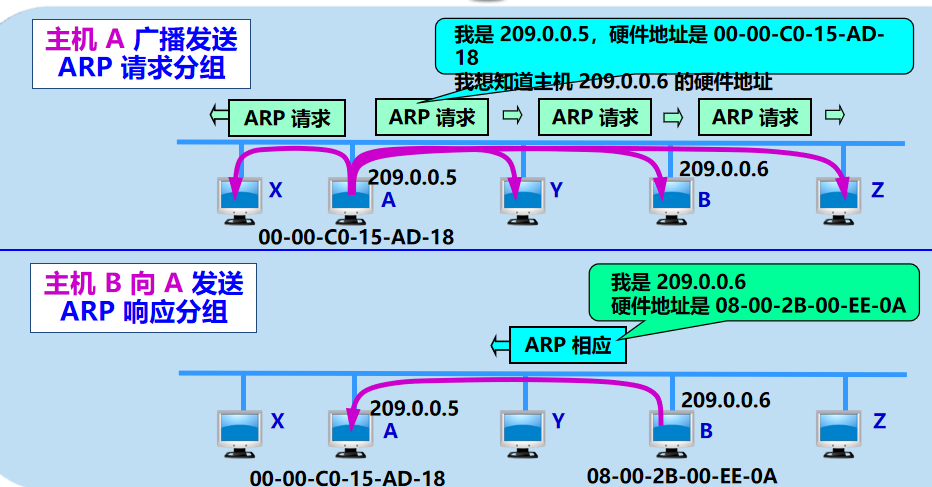 主机 A 广播发送
ARP 请求分组
我是 209.0.0.5，硬件地址是 00-00-C0-15-AD-
18
我想知道主机 209.0.0.6 的硬件地址
ARP 请求
ARP 请求
ARP 请求
ARP 请求
209.0.0.5
209.0.0.6
X
A
Y
B
Z
00-00-C0-15-AD-18
主机 B 向 A 发送
ARP 响应分组
我是 209.0.0.6
硬件地址是 08-00-2B-00-EE-0A
ARP 相应
209.0.0.5
209.0.0.6
X
A
Y
B
Z
00-00-C0-15-AD-18
08-00-2B-00-EE-0A